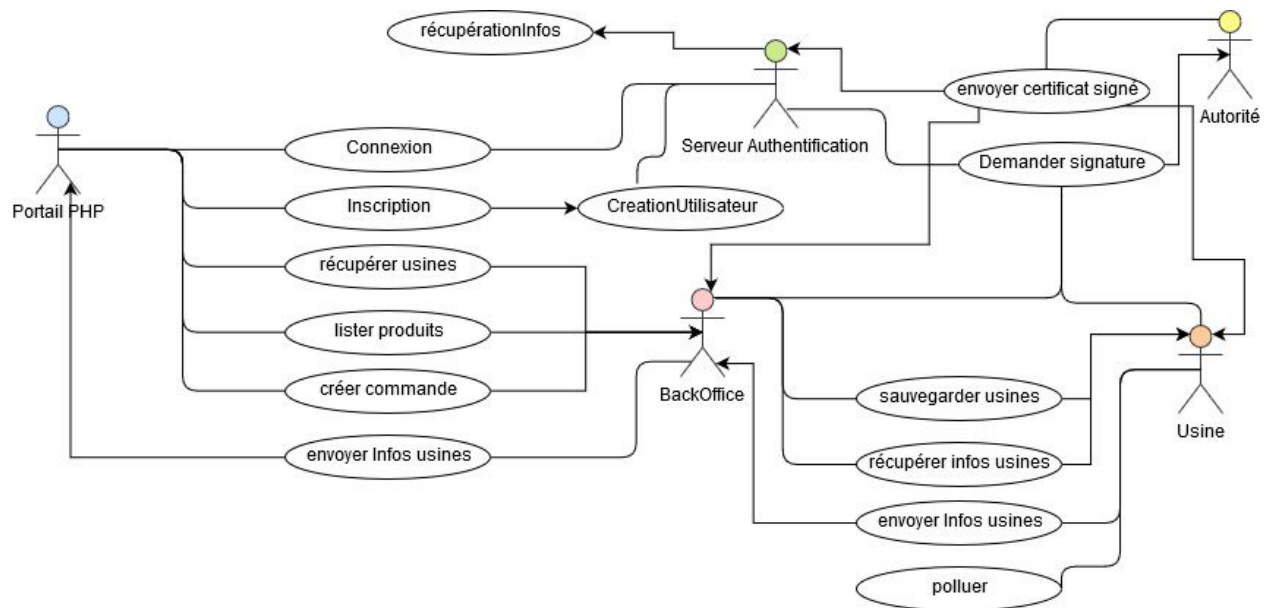 récupérationInfos
envoyer certificat signé
Autorité
Serveur Authentification
Connexion
Demander signature
Portail PHP
Inscription
CreationUtilisateur
récupérer usines
lister produits
créer commande
BackOffice
sauvegarder usines
Usine
envoyer Infos usines
récupérer infos usines
envoyer Infos usines
polluer